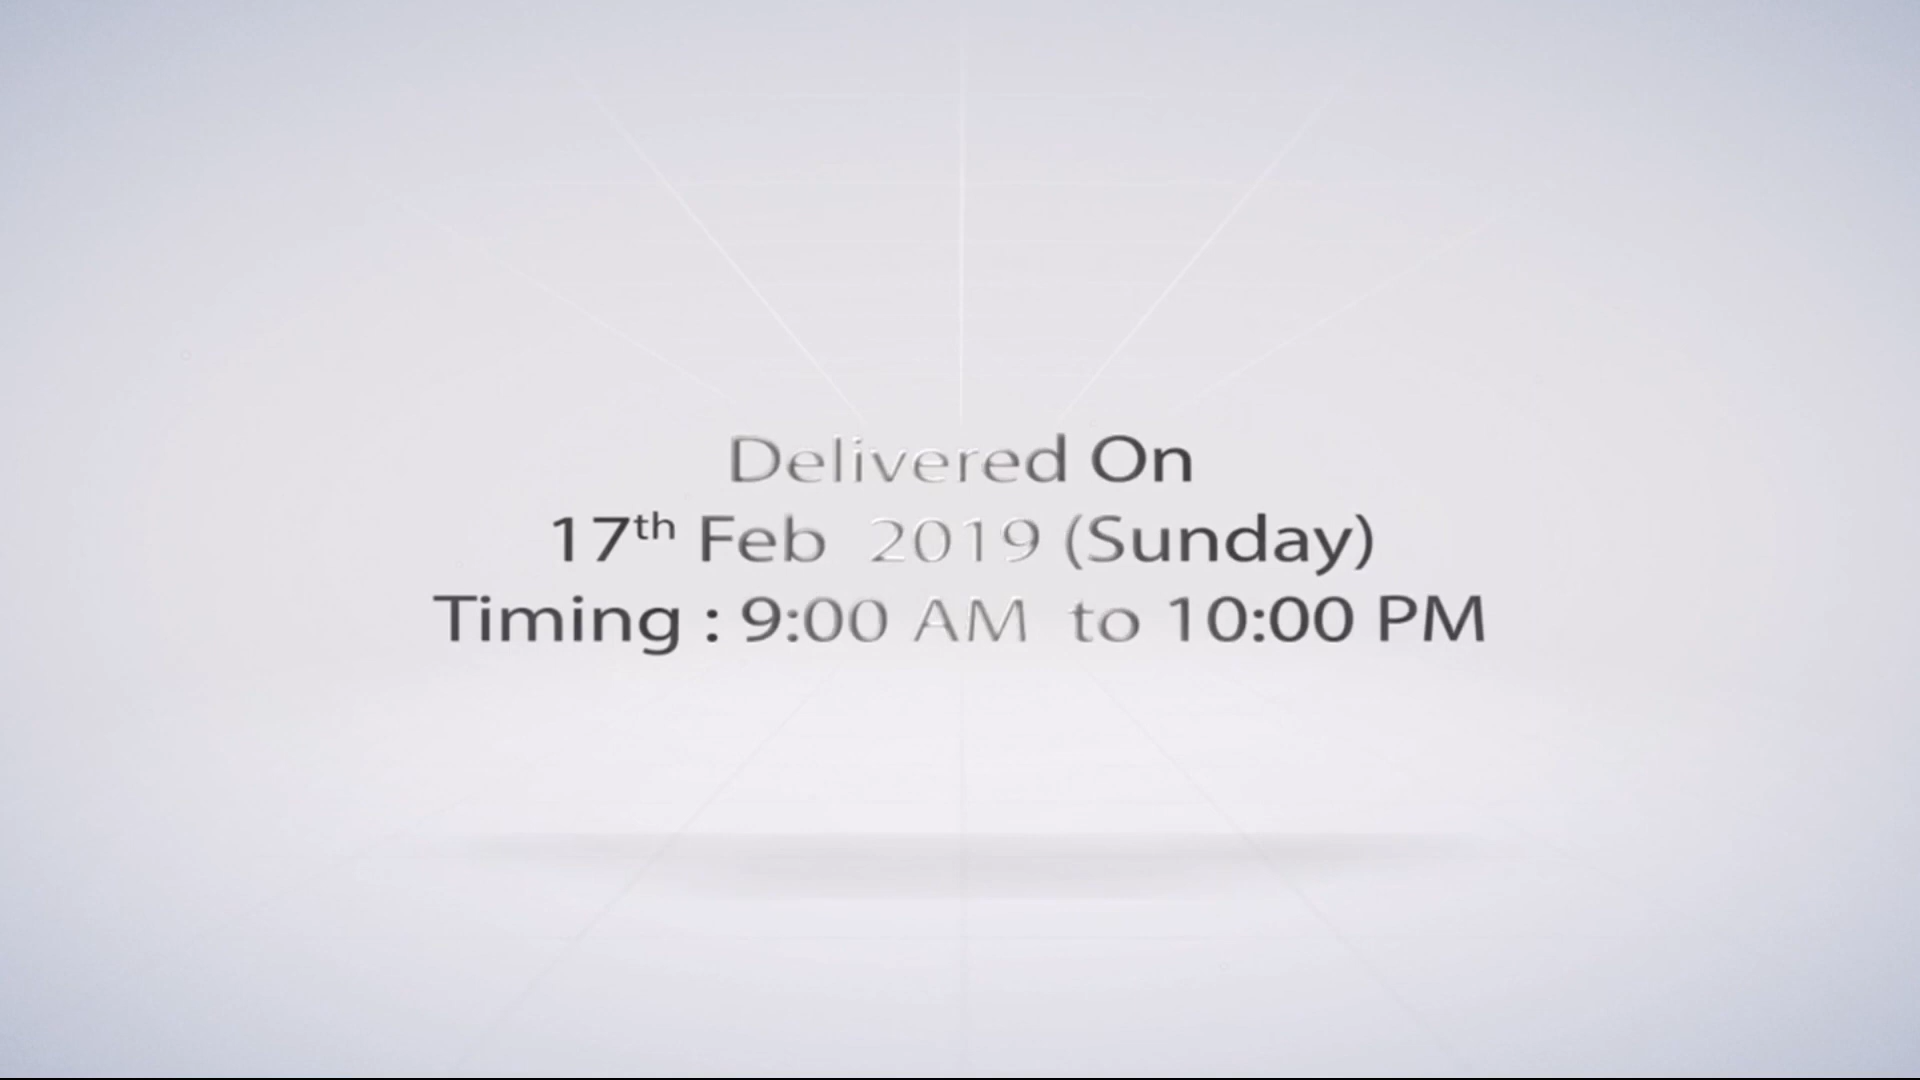 Delivered On
17th Feb 2019 (Sunday)
Timing : 9:00 AM to 10:00 PM